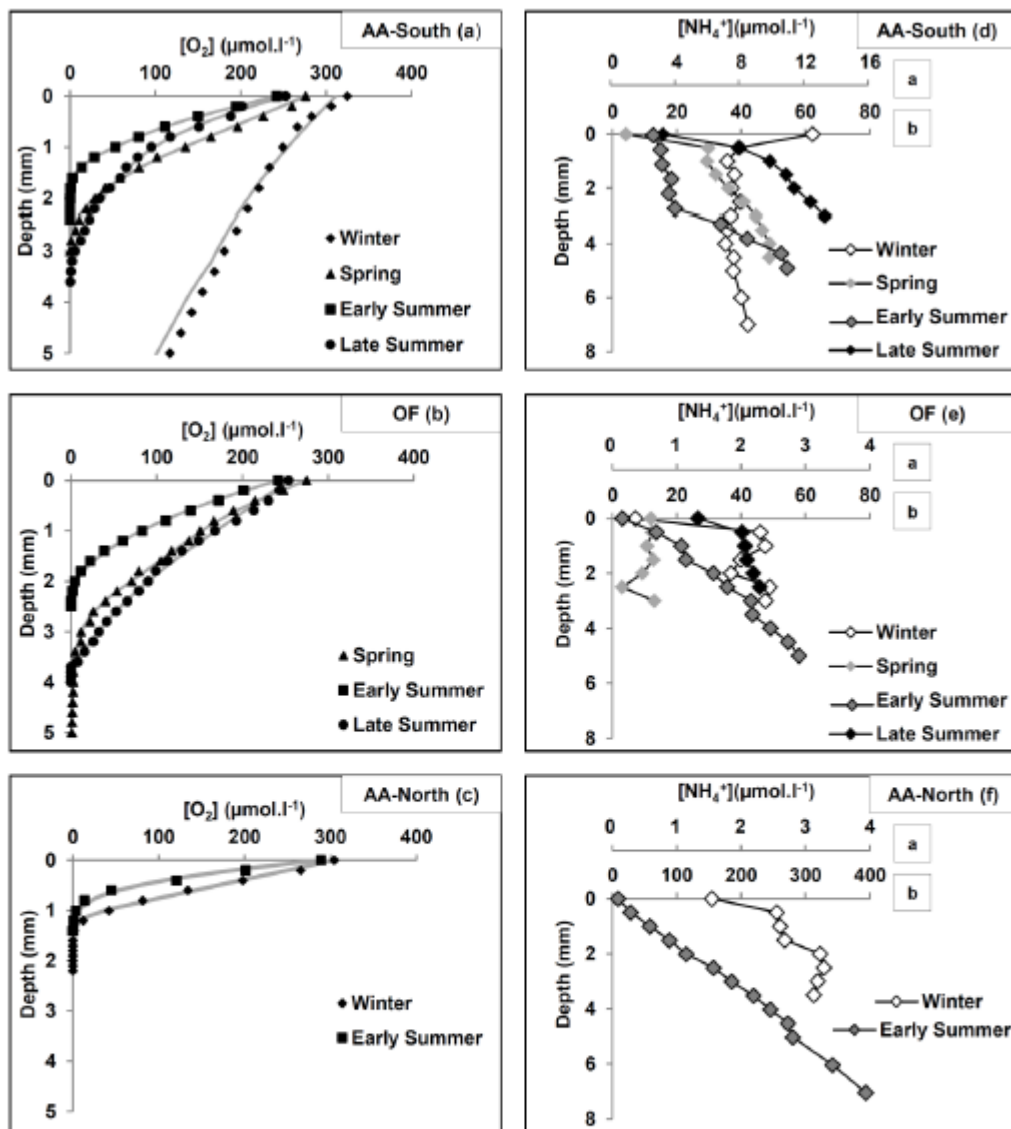 [O2] (µmol.l-1) AA-South (a)
0 100 200 300 400
0
1
2
3
4
5
Depth (mm)
Winter
Spring
Early Summer
Late Summer
[NH4+](µmol.l-1) AA-South (d)
0 4 8 12 16
a
0 20 40 60 80
b
0
2
4
6
8
Depth (mm)
Winter
Spring
Early Summer
Late Summer
[O2] (µmol.l-1) OF (b)
0 100 200 300 400
0
1
2
3
4
5
Depth (mm)
Spring
Early Summer
Late Summer
[NH4+](µmol.l-1) OF (e)
0 1 2 3 4
a
0 20 40 60 80
b
0
2
4
6
8
Depth (mm)
Winter
Spring
Early Summer
Late Summer
[O2] (µmol.l-1) AA-North (c)
0 100 200 300 400
0
1
2
3
4
5
Depth (mm)
Winter
Early Summer
[NH4+](µmol.l-1) AA-North (f)
0 1 2 3 4
a
0 100 200 300 400
b
0
2
4
6
8
Depth (mm)
Winter
Early Summer